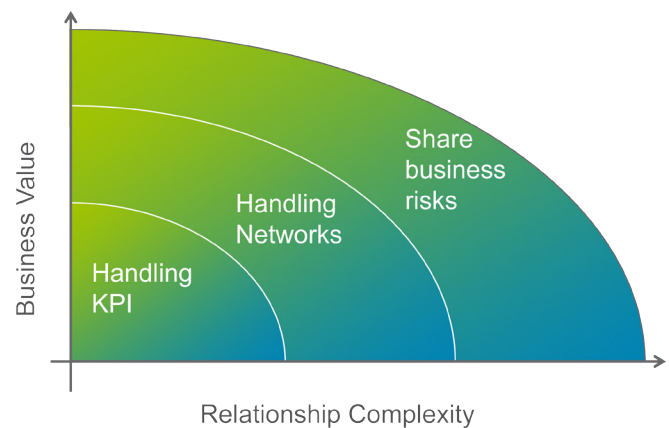 Business Value
Share
business
risks
Handling
Networks
Handling
KPI
Relationship Complexity